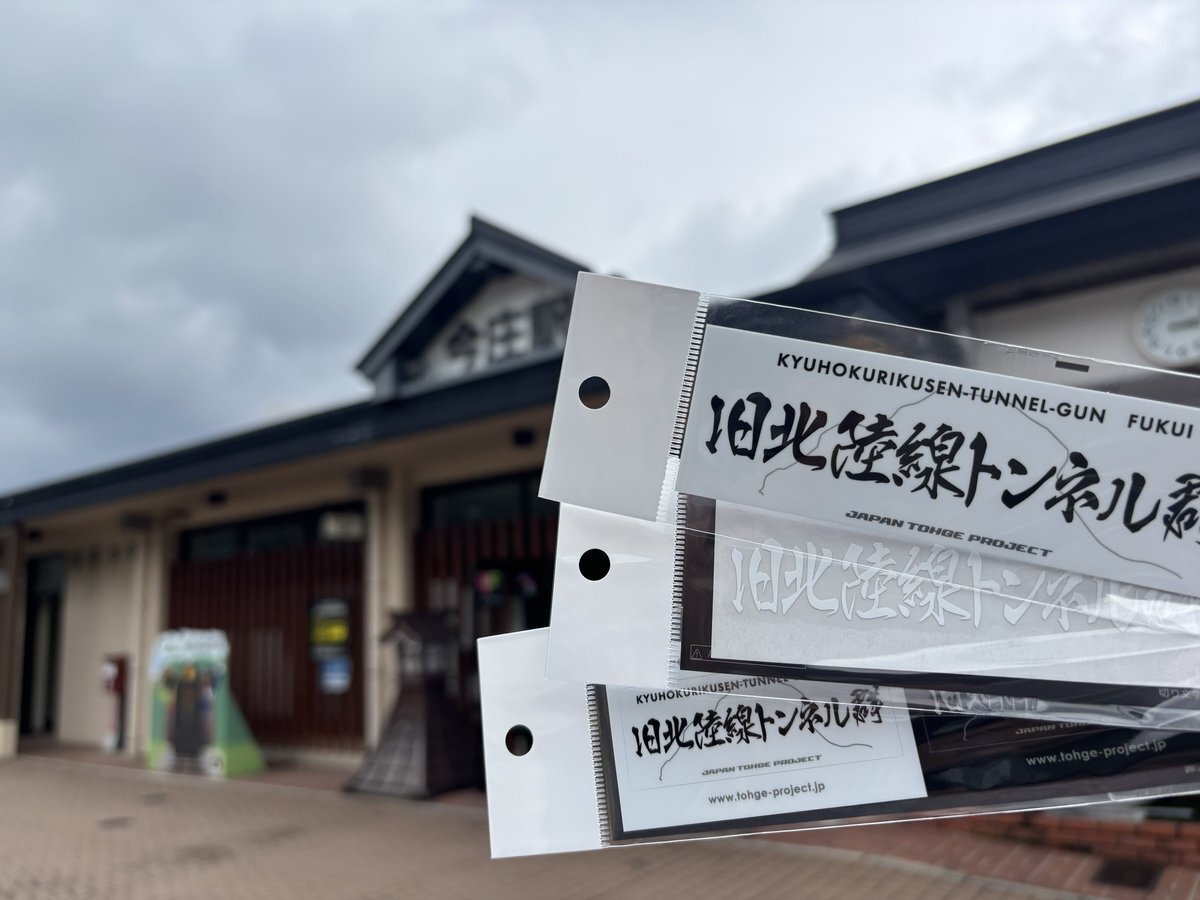 今庄駅
KYUHOKURIKUSEN-TUNNEL-GUN FUKUI
旧北陸線トンネル群
JAPAN TOHGE PROJECT
旧北陸線トンネル
KYUHOKURIKUSEN-TUNNEL
旧北陸線トンネル群
JAPAN TOHGE PROJECT
www.tohge-project.jp
JAPAN TOHGE
www.tohge-project.jp